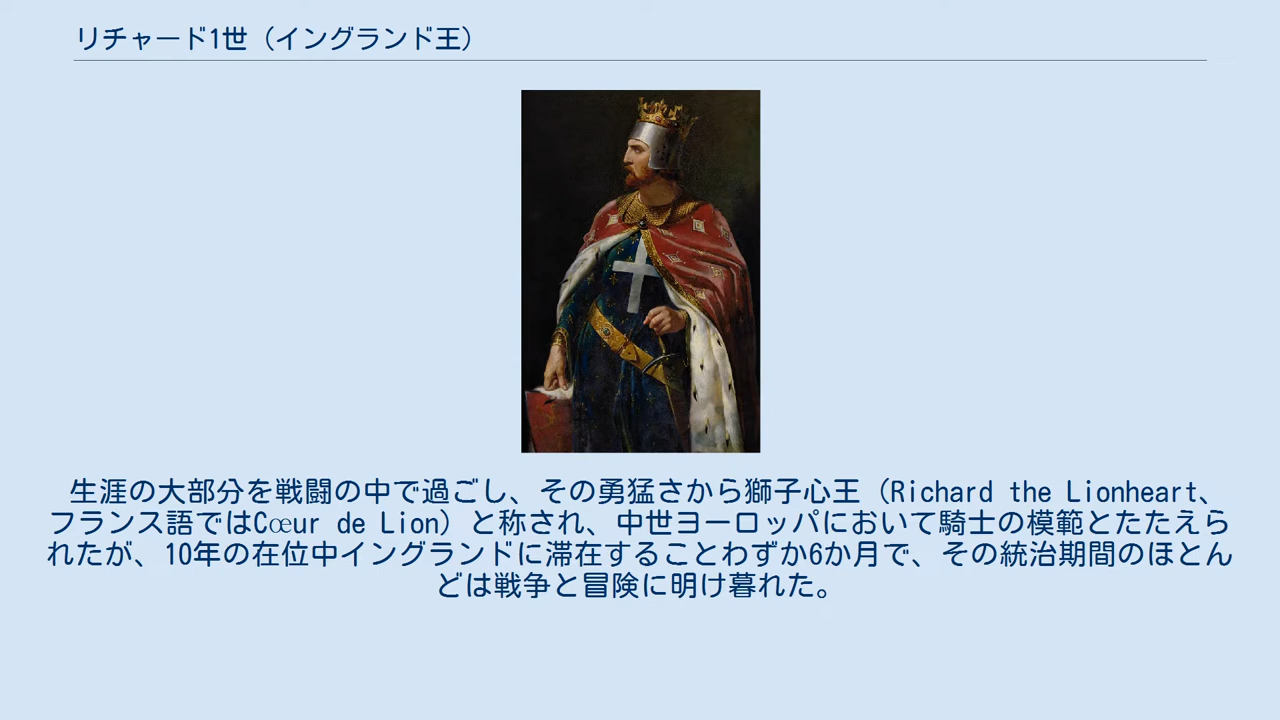 リチャード1世（イングランド王）
生涯の大部分を戦闘の中で過ごし、その勇猛さから獅子心王（Richard the Lionheart、
フランス語ではCœur de Lion）と称され、中世ヨーロッパにおいて騎士の模範とたたえら
れたが、10年の在位中イングランドに滞在することわずか6か月で、その統治期間のほとん
どは戦争と冒険に明け暮れた。